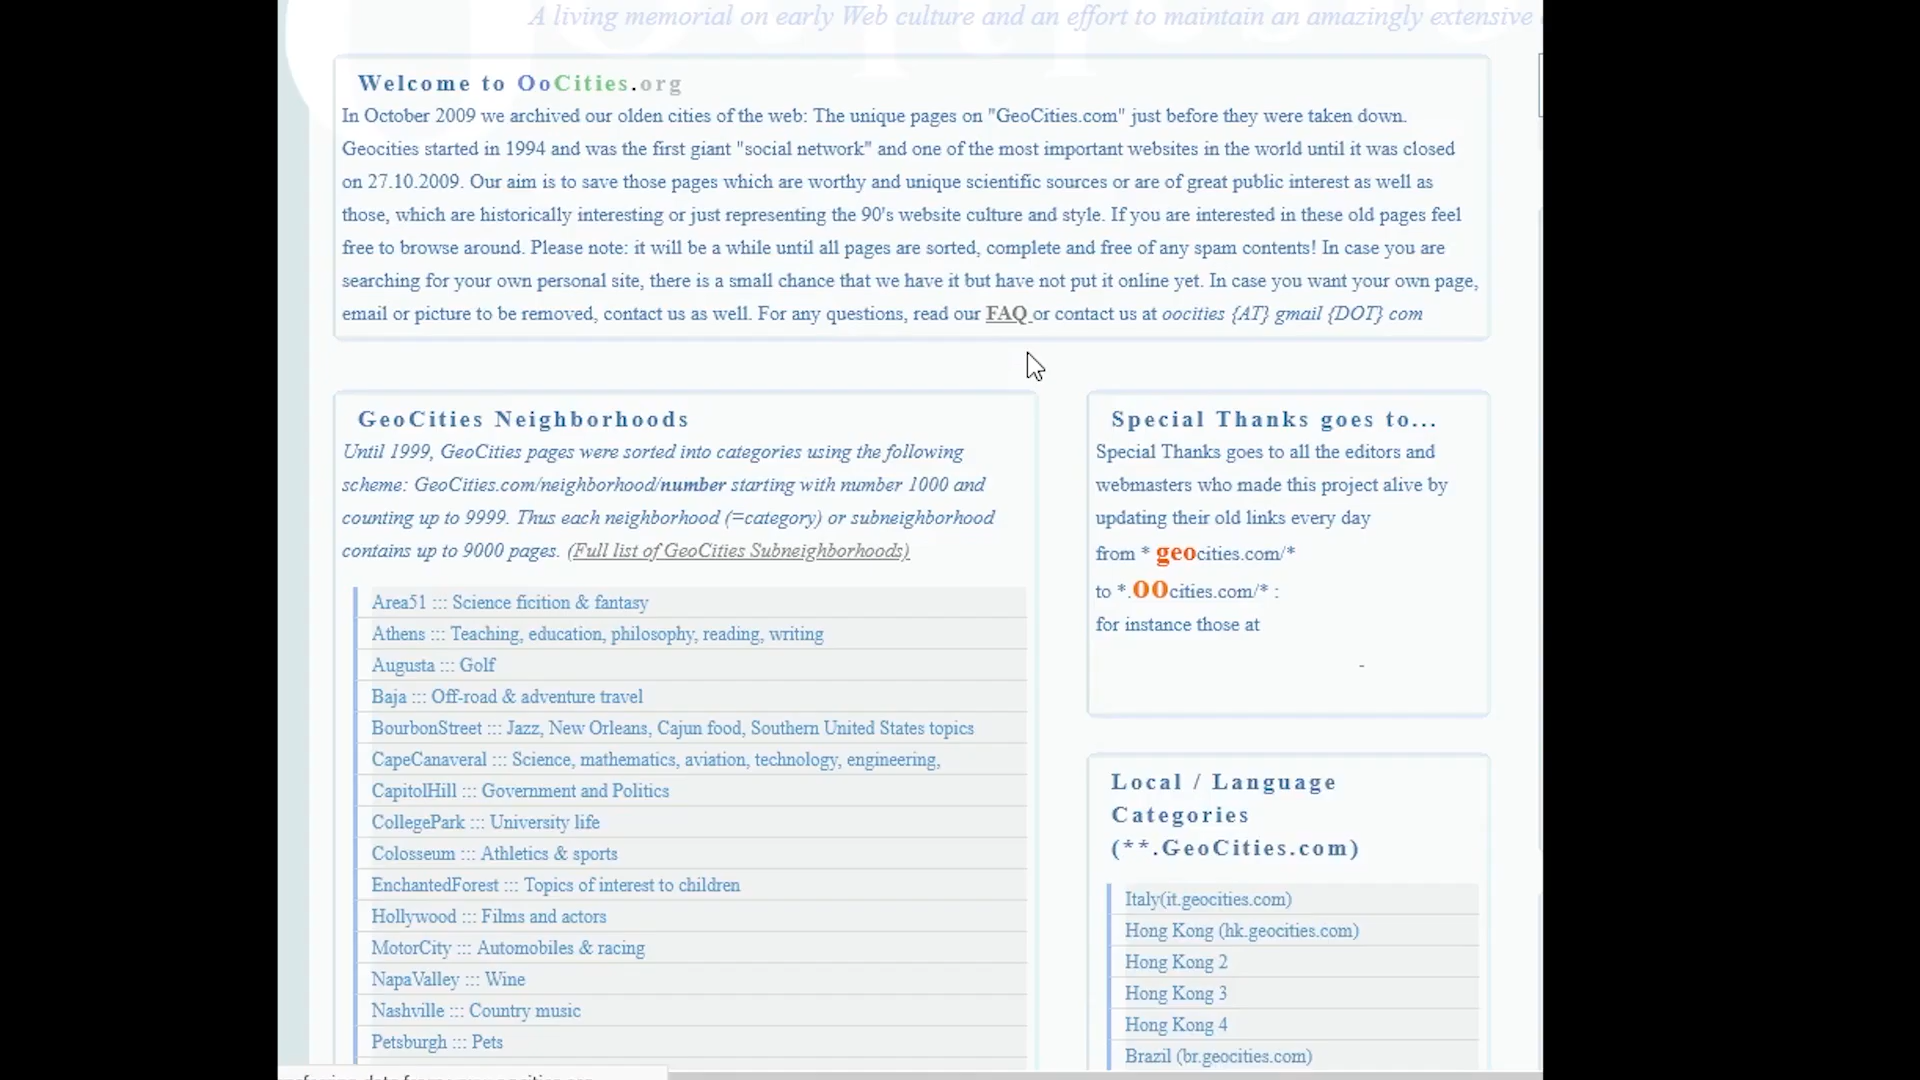 A living memorial on early Web culture and an effort to maintain an amazingly extensive
Welcome to OoCities.org
In October 2009 we archived our olden cities of the web: The unique pages on "GeoCities.com" just before they were taken down.
Geocities started in 1994 and was the first giant "social network" and one of the most important websites in the world until it was closed
on 27.10.2009. Our aim is to save those pages which are worthy and unique scientific sources or are of great public interest as well as
those, which are historically interesting or just representing the 90's website culture and style. If you are interested in these old pages feel
free to browse around. Please note: it will be a while until all pages are sorted, complete and free of any spam contents! In case you are
searching for your own personal site, there is a small chance that we have it but have not put it online yet. In case you want your own page,
email or picture to be removed, contact us as well. For any questions, read our FAQ or contact us at oocities {AT} gmail {DOT} com
GeoCities Neighborhoods
Until 1999, GeoCities pages were sorted into categories using the following
scheme: GeoCities.com/neighborhood/number starting with number 1000 and
counting up to 9999. Thus each neighborhood (=category) or subneighborhood
contains up to 9000 pages. (Full list of GeoCities Subneighborhoods)
Area51 ::: Science ficition & fantasy
Athens ::: Teaching, education, philosophy, reading, writing
Augusta ::: Golf
Baja ::: Off-road & adventure travel
BourbonStreet ::: Jazz, New Orleans, Cajun food, Southern United States topics
CapeCanaveral ::: Science, mathematics, aviation, technology, engineering,
CapitolHill ::: Government and Politics
CollegePark ::: University life
Colosseum ::: Athletics & sports
EnchantedForest ::: Topics of interest to children
Hollywood ::: Films and actors
MotorCity ::: Automobiles & racing
NapaValley ::: Wine
Nashville ::: Country music
Petsburgh ::: Pets
Special Thanks goes to...
Special Thanks goes to all the editors and
webmasters who made this project alive by
updating their old links every day
from * geocities.com/*
to *.oocities.com/* :
for instance those at
-
Local / Language
Categories
(**.GeoCities.com)
Italy(it.geocities.com)
Hong Kong (hk.geocities.com)
Hong Kong 2
Hong Kong 3
Hong Kong 4
Brazil (br.geocities.com)